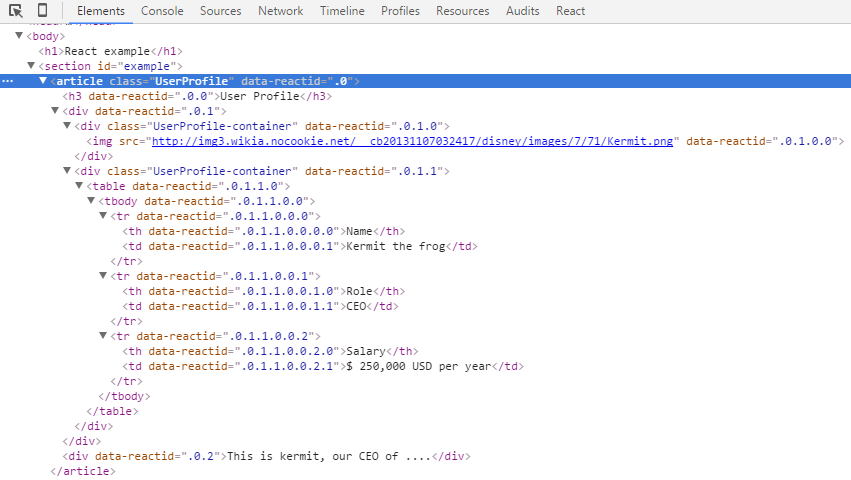 Elements Console Sources Network Timeline Profiles Resources Audits React
<body>
<h1>React example</h1>
<section id="example">
<article class="UserProfile" data-reactid=".0">
<h3 data-reactid=".0.0">User Profile</h3>
<div data-reactid=".0.1">
<div class="UserProfile-container" data-reactid=".0.1.0">
<img src="http://img3.wikia.nocookie.net/__cb20131107032417/disney/images/7/71/Kermit.png" data-reactid=".0.1.0.0">
</div>
<div class="UserProfile-container" data-reactid=".0.1.1">
<table data-reactid=".0.1.1.0">
<tbody data-reactid=".0.1.1.0.0">
<tr data-reactid=".0.1.1.0.0.0">
<th data-reactid=".0.1.1.0.0.0.0">Name</th>
<td data-reactid=".0.1.1.0.0.0.1">Kermit the frog</td>
</tr>
<tr data-reactid=".0.1.1.0.0.1">
<th data-reactid=".0.1.1.0.0.1.0">Role</th>
<td data-reactid=".0.1.1.0.0.1.1">CEO</td>
</tr>
<tr data-reactid=".0.1.1.0.0.2">
<th data-reactid=".0.1.1.0.0.2.0">Salary</th>
<td data-reactid=".0.1.1.0.0.2.1">$ 250,000 USD per year</td>
</tr>
</tbody>
</table>
</div>
</div>
<div data-reactid=".0.2">This is kermit, our CEO of ....</div>
</article>